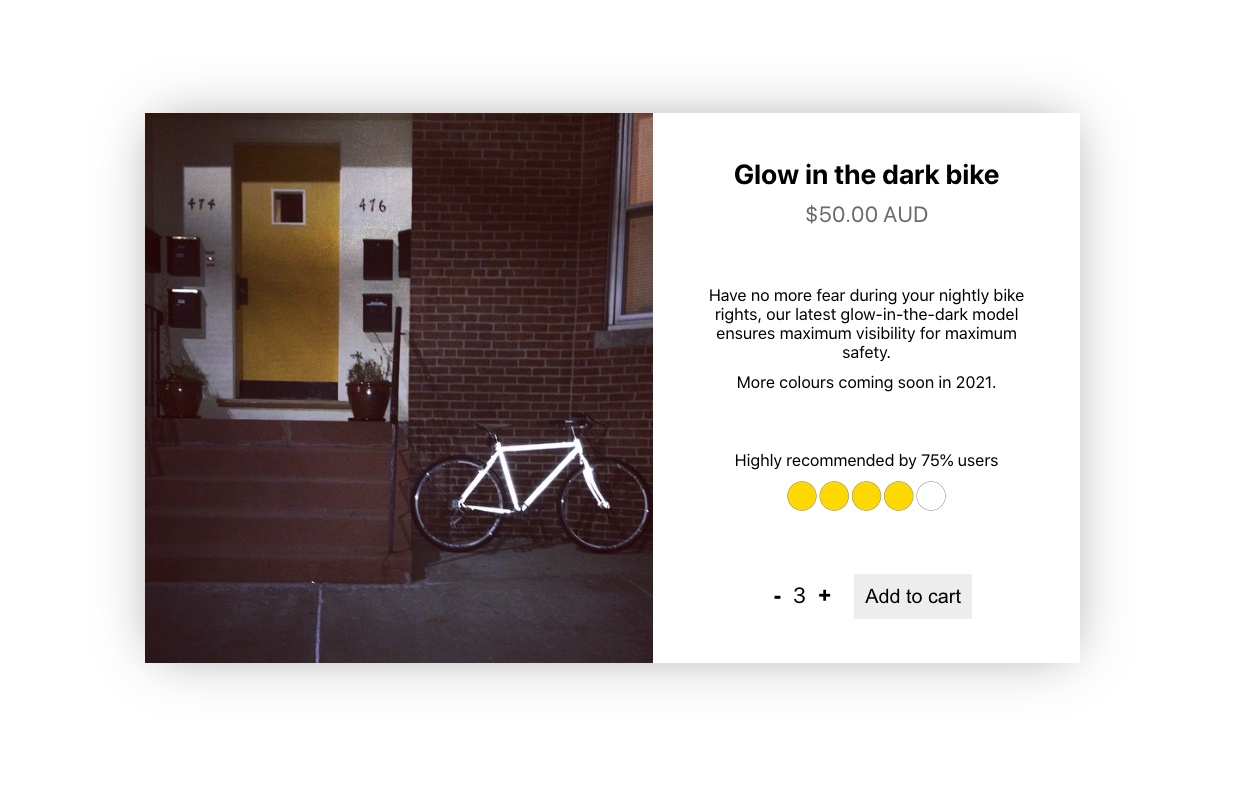 474
476
Glow in the dark bike
$50.00 AUD
Have no more fear during your nightly bike
rights, our latest glow-in-the-dark model
ensures maximum visibility for maximum
safety.
More colours coming soon in 2021.
Highly recommended by 75% users
- 3 + Add to cart